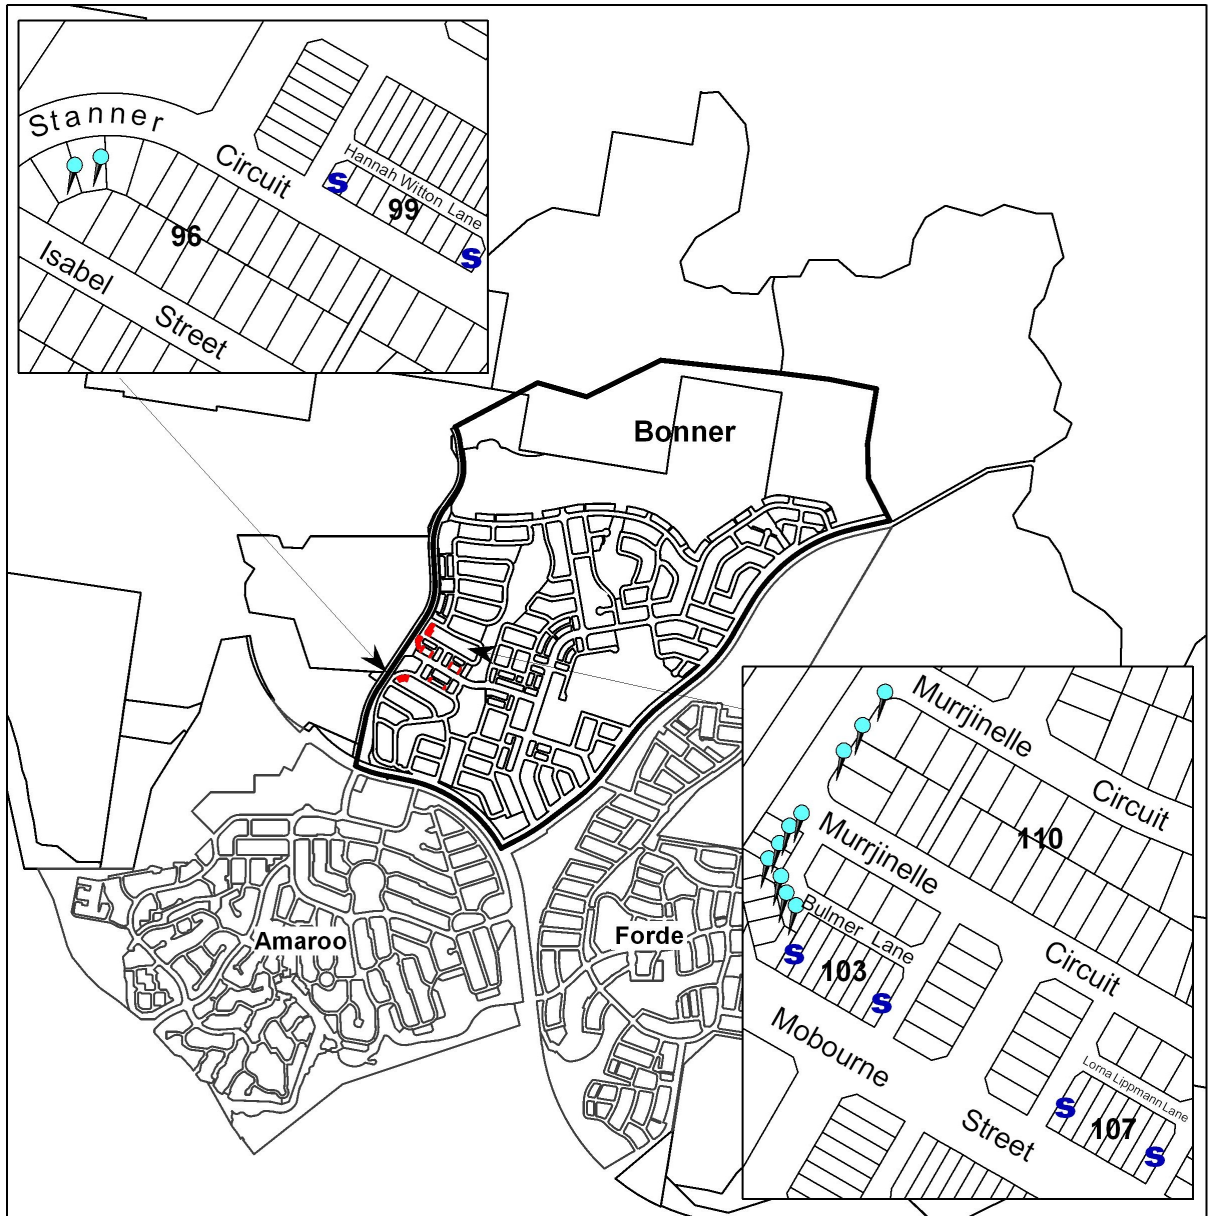 Stanner
Circuit
Hannah Witton Lane
S
99
S
96
Isabel
Street
Bonner
Murrjinelle
Circuit
110
Murrjinelle
Circuit
Bulmer Lane
S
103
S
Mobourne
Street
Lorna Lippmann Lane
S
107
S
Amaroo
Forde